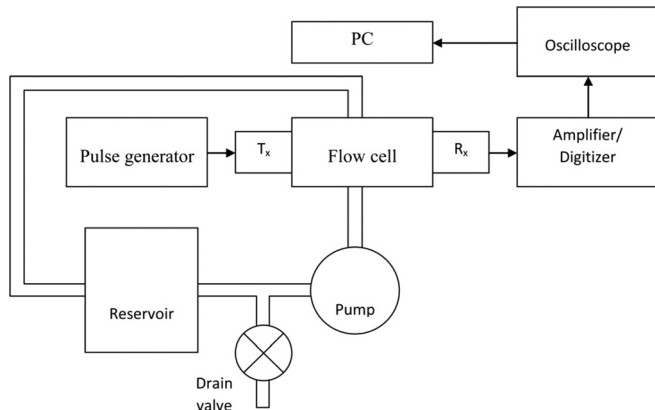 PC
Oscilloscope
Pulse generator
Tx
Flow cell
Rx
Amplifier/
Digitizer
Reservoir
Pump
Drain
valve